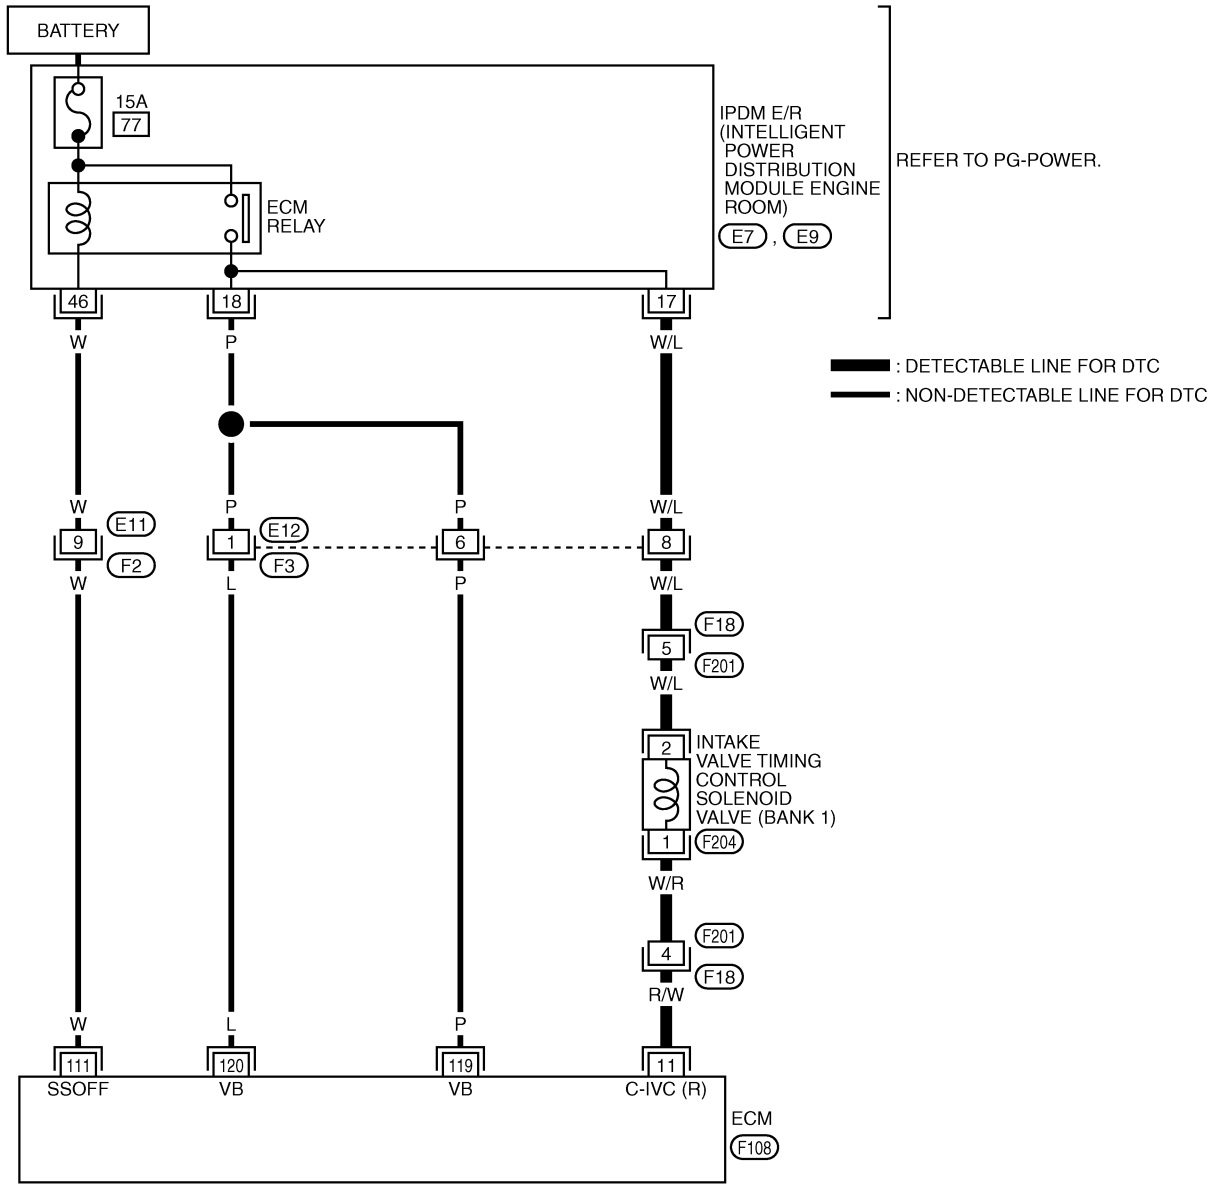 BATTERY
15A
77
ECM
RELAY
IPDM E/R
(INTELLIGENT
POWER
DISTRIBUTION
MODULE ENGINE
ROOM)
E7 , E9
REFER TO PG-POWER.
46 18 17
W P W/L
: DETECTABLE LINE FOR DTC
: NON-DETECTABLE LINE FOR DTC
W P P W/L
E11 E12
9 1 6 8
F2 F3
W L P W/L
F18
5
F201
W/L
2
INTAKE
VALVE TIMING
CONTROL
SOLENOID
VALVE (BANK 1)
1 F204
W/R
F201
4
F18
R/W
W L P
111 120 119 11
SSOFF VB VB C-IVC (R)
ECM
F108